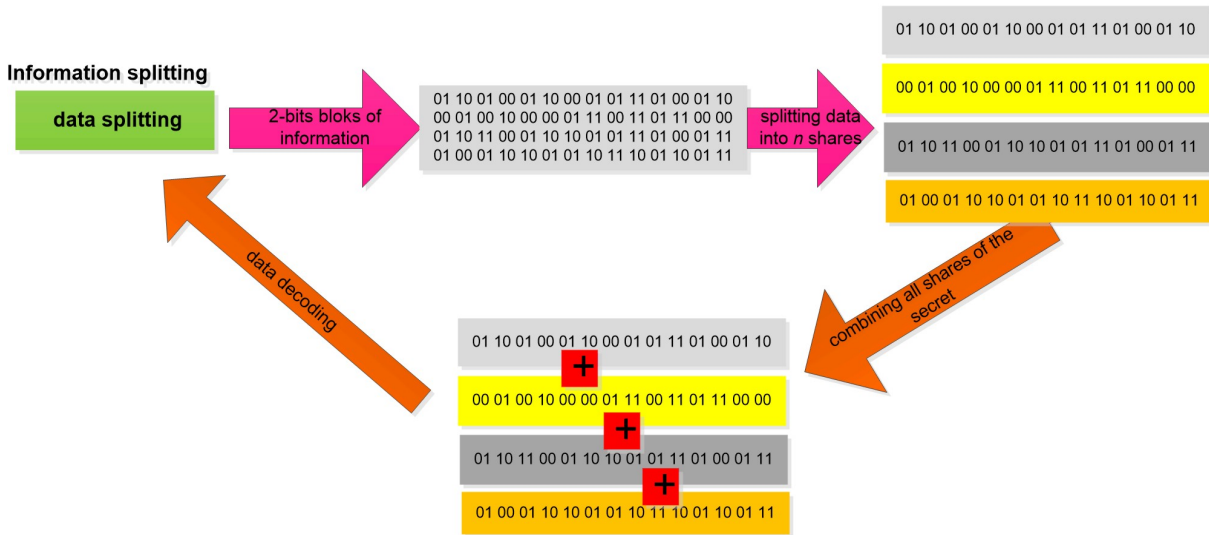 Information splitting
data splitting
2-bits bloks of
information
01 10 01 00 01 10 00 01 01 11 01 00 01 10
00 01 00 10 00 00 01 11 00 11 01 11 00 00
01 10 11 00 01 10 10 01 01 11 01 00 01 11
01 00 01 10 10 01 01 10 11 10 01 10 01 11
splitting data
into n shares
01 10 01 00 01 10 00 01 01 11 01 00 01 10
00 01 00 10 00 00 01 11 00 11 01 11 00 00
01 10 11 00 01 10 10 01 01 11 01 00 01 11
01 00 01 10 10 01 01 10 11 10 01 10 01 11
combining all shares of the
secret
01 10 01 00 01 10 00 01 01 11 01 00 01 10
+
00 01 00 10 00 00 01 11 00 11 01 11 00 00
+
01 10 11 00 01 10 10 01 01 11 01 00 01 11
+
01 00 01 10 10 01 01 10 11 10 01 10 01 11
data decoding